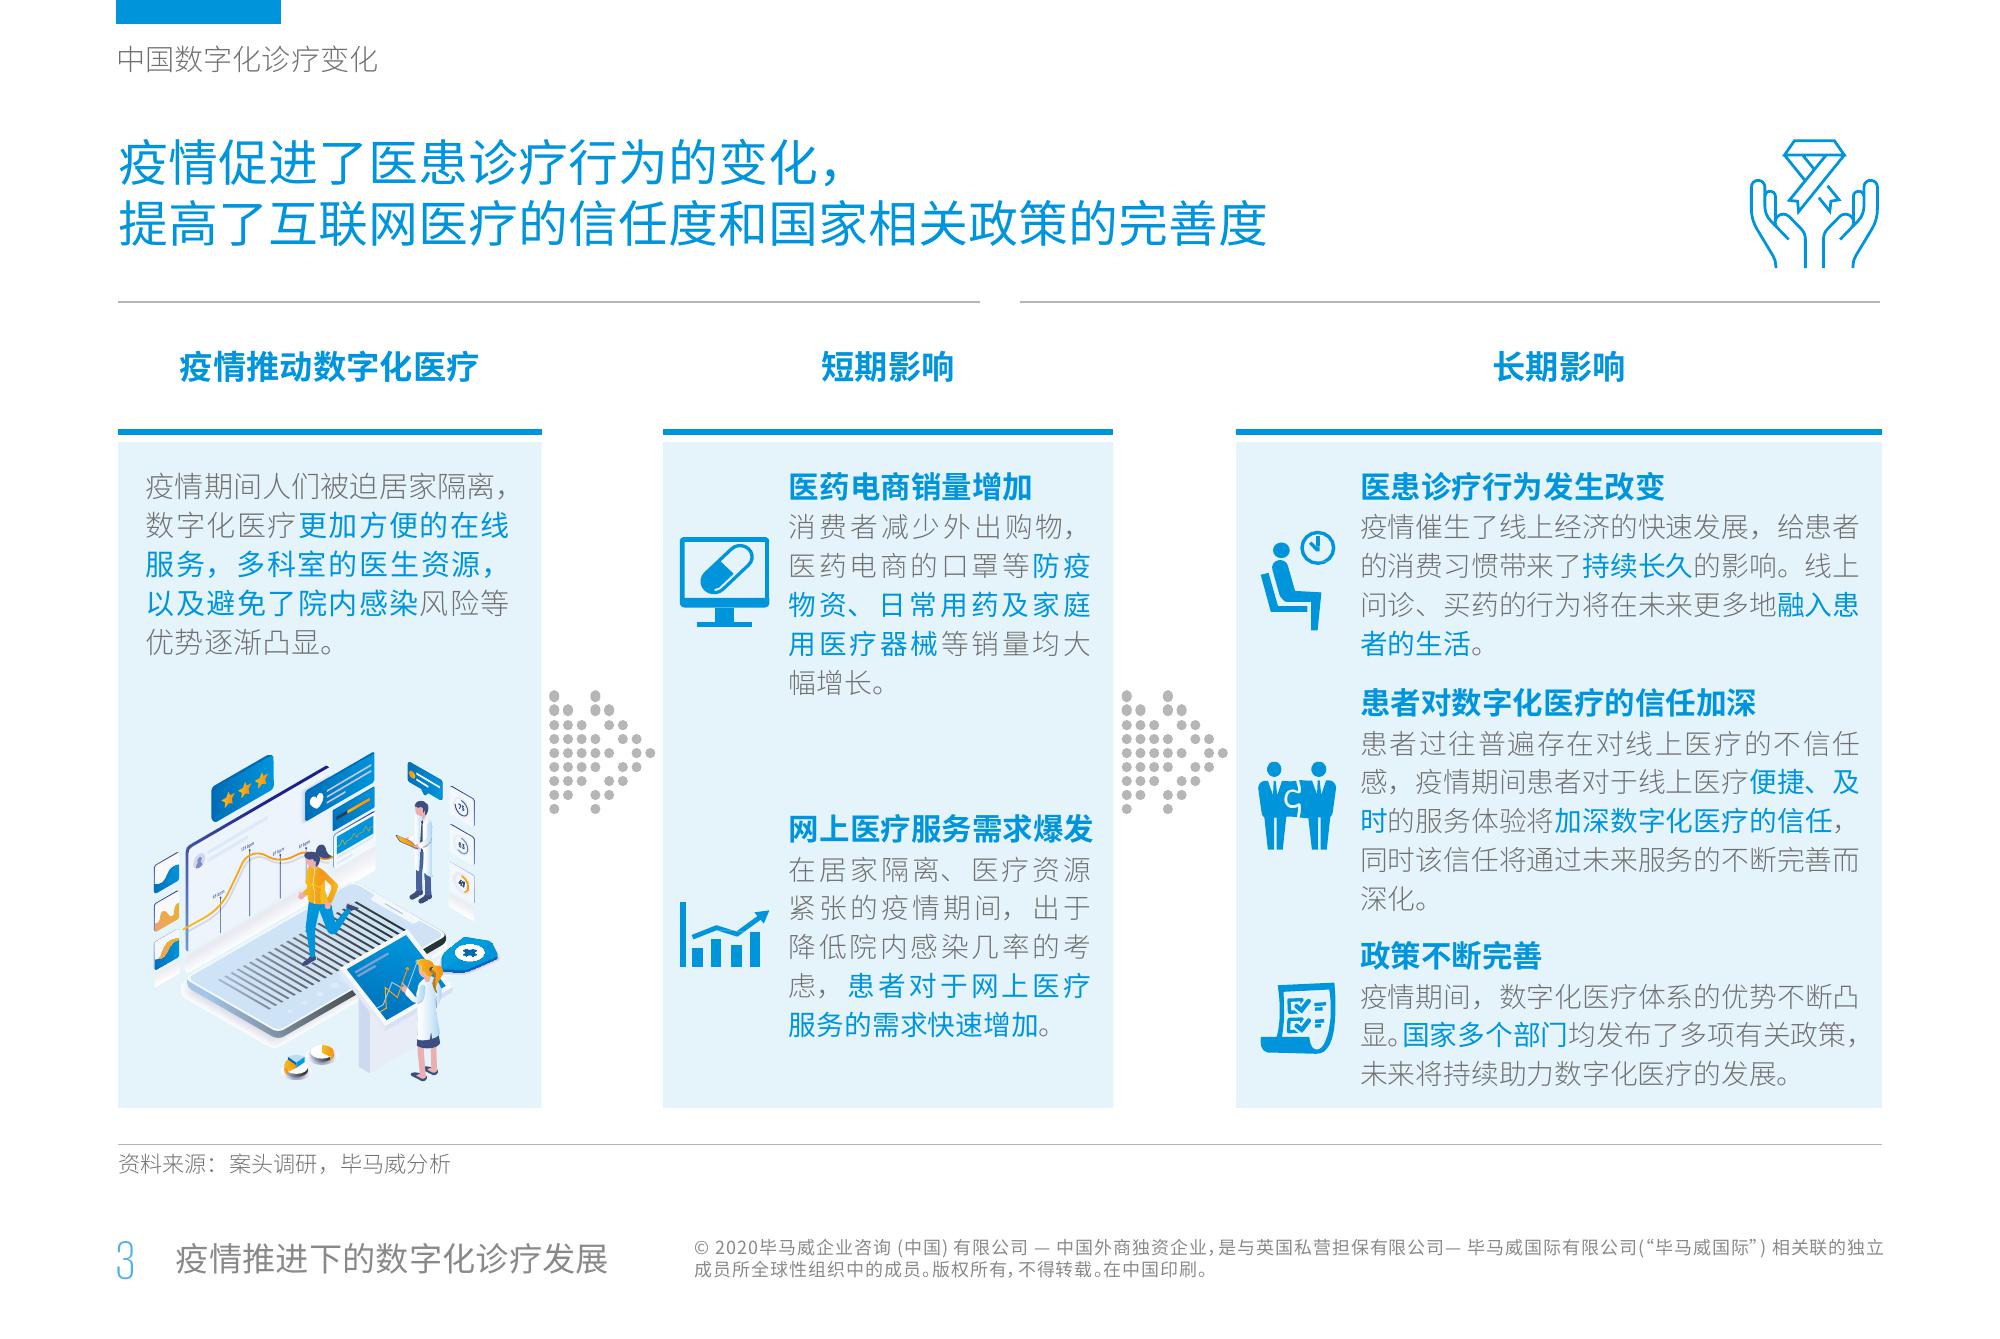 中国数字化诊疗变化
疫情促进了医患诊疗行为的变化，
提高了互联网医疗的信任度和国家相关政策的完善度
疫情推动数字化医疗
疫情期间人们被迫居家隔离，
数字化医疗更加方便的在线
服务，多科室的医生资源，
以及避免了院内感染风险等
优势逐渐凸显。
短期影响
医药电商销量增加
消费者减少外出购物，
医药电商的口罩等防疫
物资、日常用药及家庭
用医疗器械等销量均大
幅增长。
网上医疗服务需求爆发
在居家隔离、医疗资源
紧张的疫情期间，出于
降低院内感染几率的考
虑，患者对于网上医疗
服务的需求快速增加。
长期影响
医患诊疗行为发生改变
疫情催生了线上经济的快速发展，给患者
的消费习惯带来了持续长久的影响。线上
问诊、买药的行为将在未来更多地融入患
者的生活。
患者对数字化医疗的信任加深
患者过往普遍存在对线上医疗的不信任
感，疫情期间患者对于线上医疗便捷、及
时的服务体验将加深数字化医疗的信任，
同时该信任将通过未来服务的不断完善而
深化。
政策不断完善
疫情期间，数字化医疗体系的优势不断凸
显。国家多个部门均发布了多项有关政策，
未来将持续助力数字化医疗的发展。
资料来源：案头调研，毕马威分析
3 疫情推进下的数字化诊疗发展
© 2020毕马威企业咨询 (中国) 有限公司 — 中国外商独资企业，是与英国私营担保有限公司— 毕马威国际有限公司(“毕马威国际”) 相关联的独立
成员所全球性组织中的成员。版权所有，不得转载。在中国印刷。